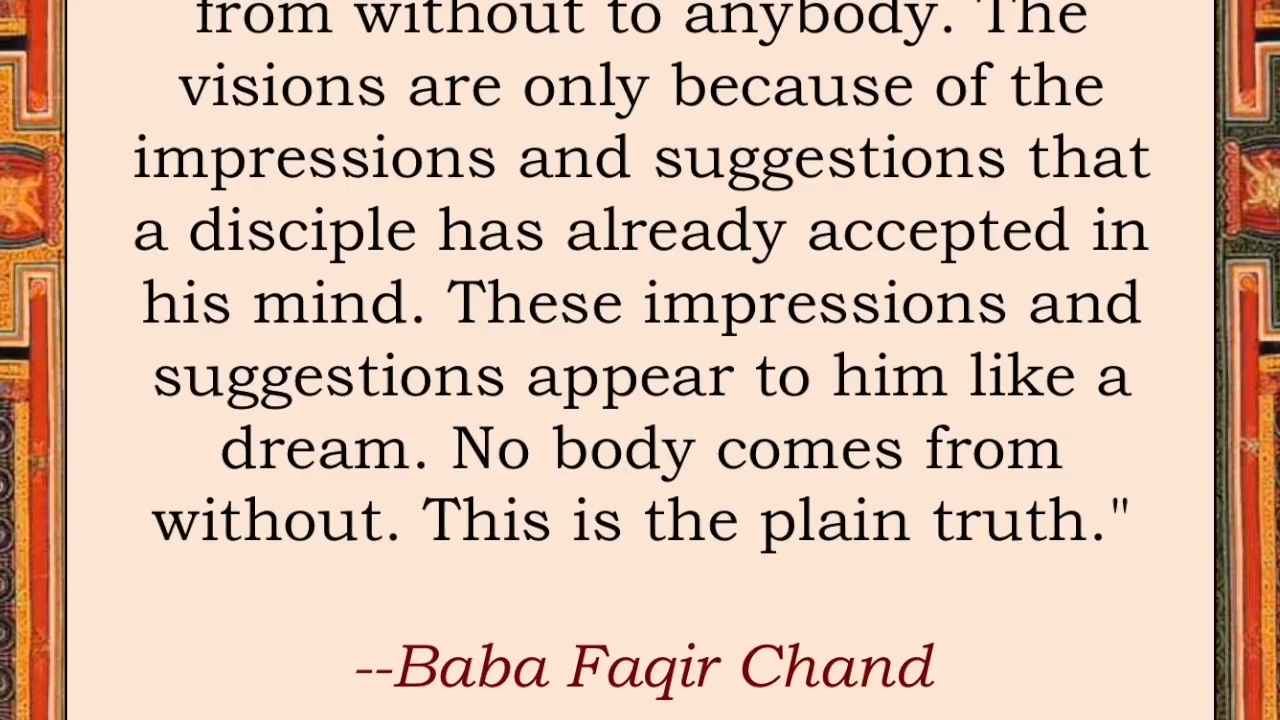 from without to anybody. The
visions are only because of the
impressions and suggestions that
a disciple has already accepted in
his mind. These impressions and
suggestions appear to him like a
dream. No body comes from
without. This is the plain truth."
--Baba Faqir Chand